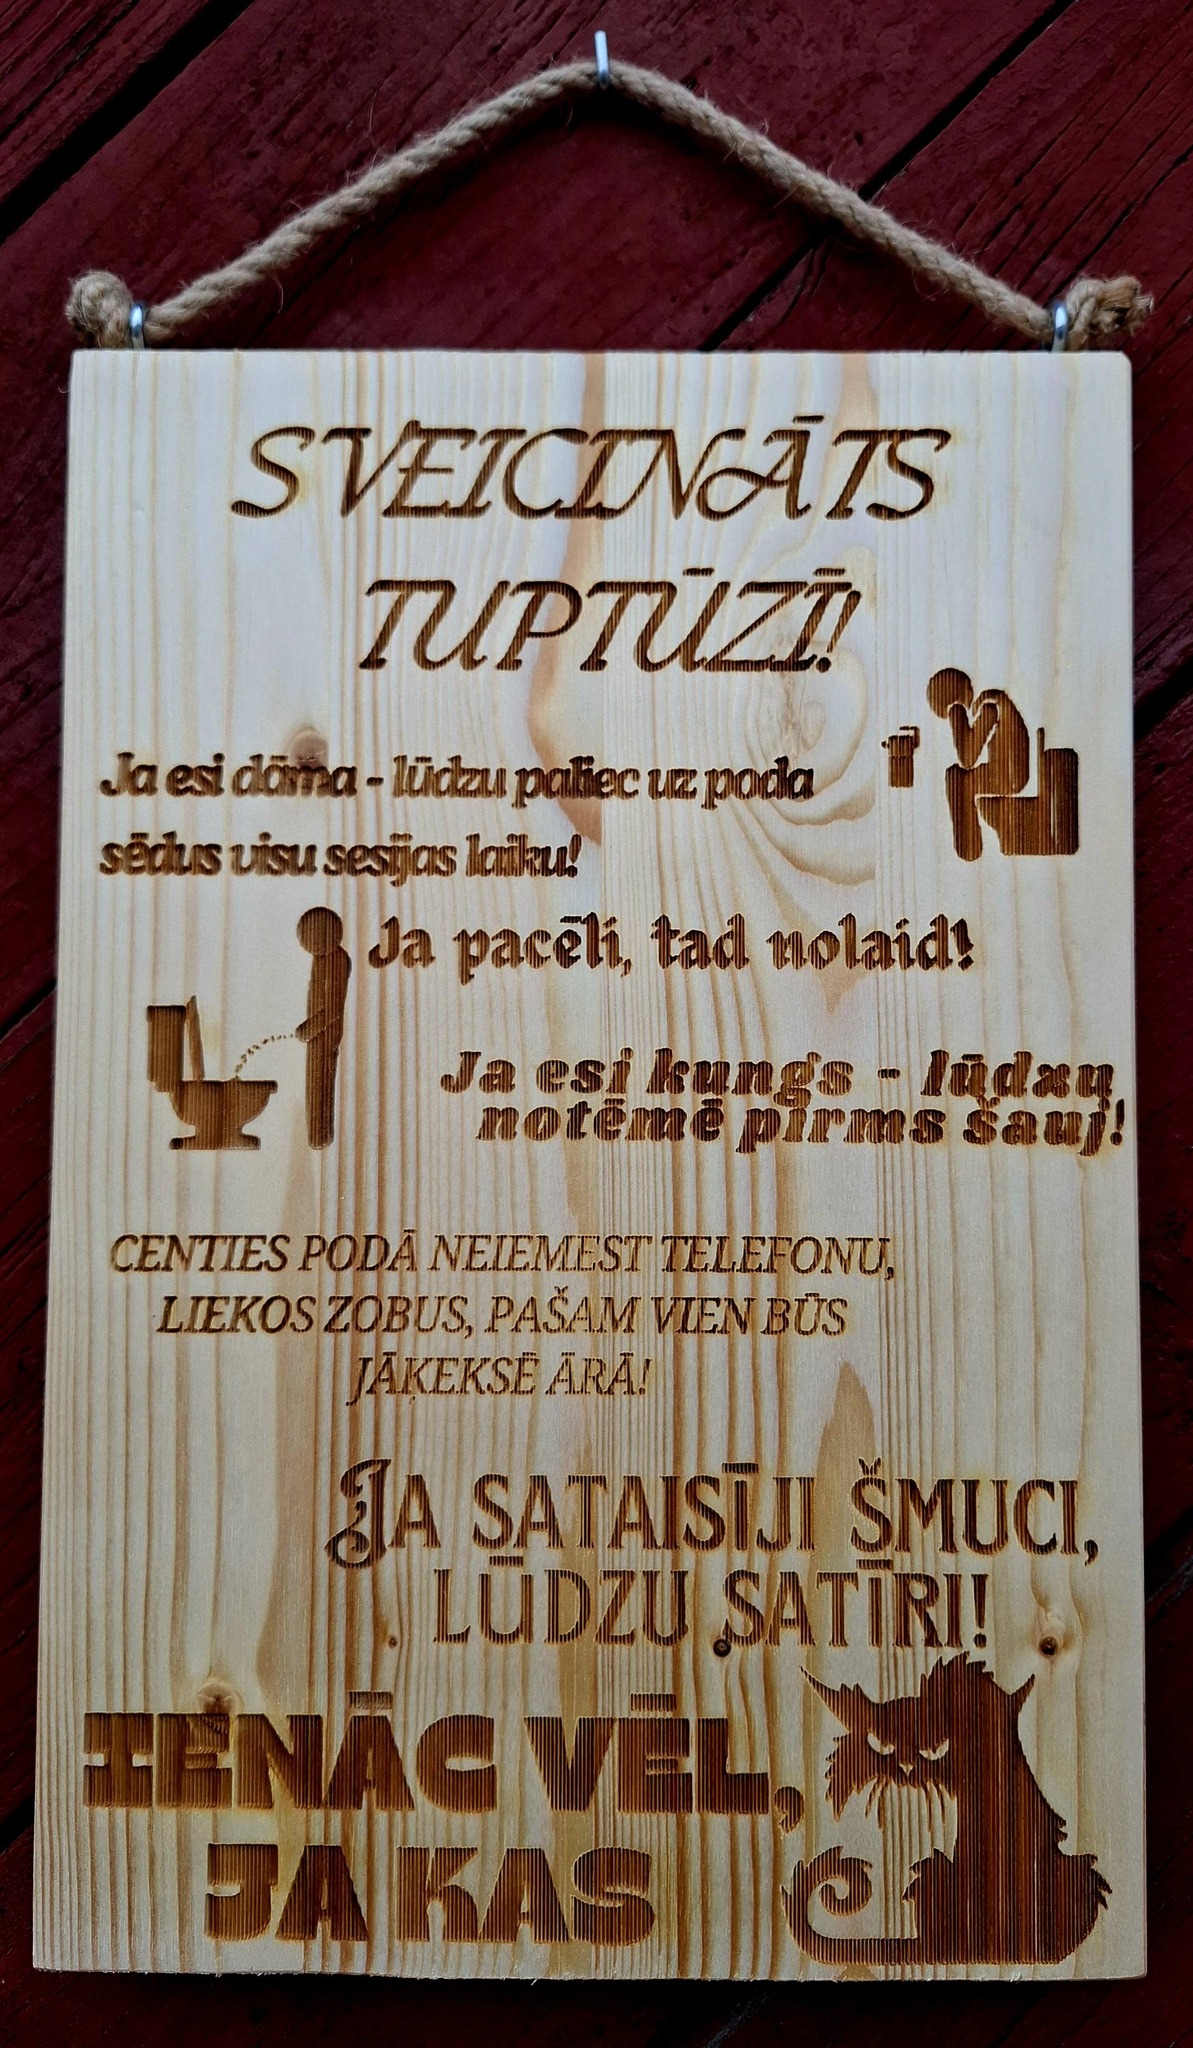 SVEICINĀTS
TUPTŪZĪ!
Ja esi dāma - lūdzu paliec uz poda
sēdus visu sesijas laiku!
Ja pacēli, tad nolaid!
Ja esi kungs - lūdzu
notēmē pirms šauj!
CENTIES PODĀ NEIEMEST TELEFONU,
LIEKOS ZOBUS, PAŠAM VIEN BŪS
JĀĶEKSĒ ĀRĀ!
JA SATAISĪJI ŠMUCI,
LŪDZU SATĪRI!
IENĀC VĒL,
JA KAS